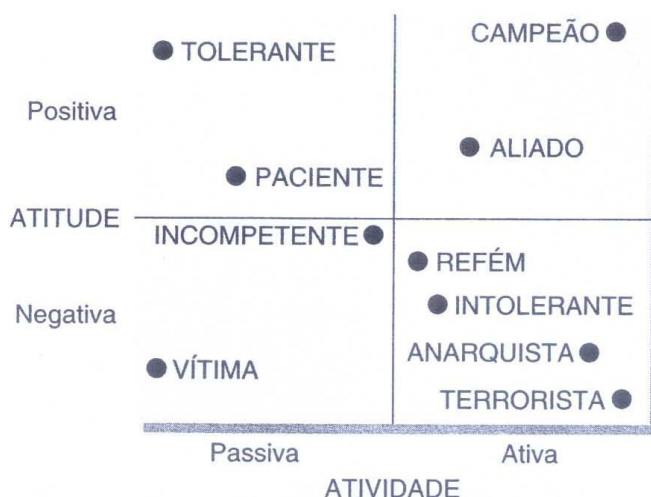 CAMPEÃO
TOLERANTE
Positiva
ALIADO
PACIENTE
ATITUDE
INCOMPETENTE
REFÉM
Negativa
INTOLERANTE
ANARQUISTA
VÍTIMA
TERRORISTA
Passiva
Ativa
ATIVIDADE